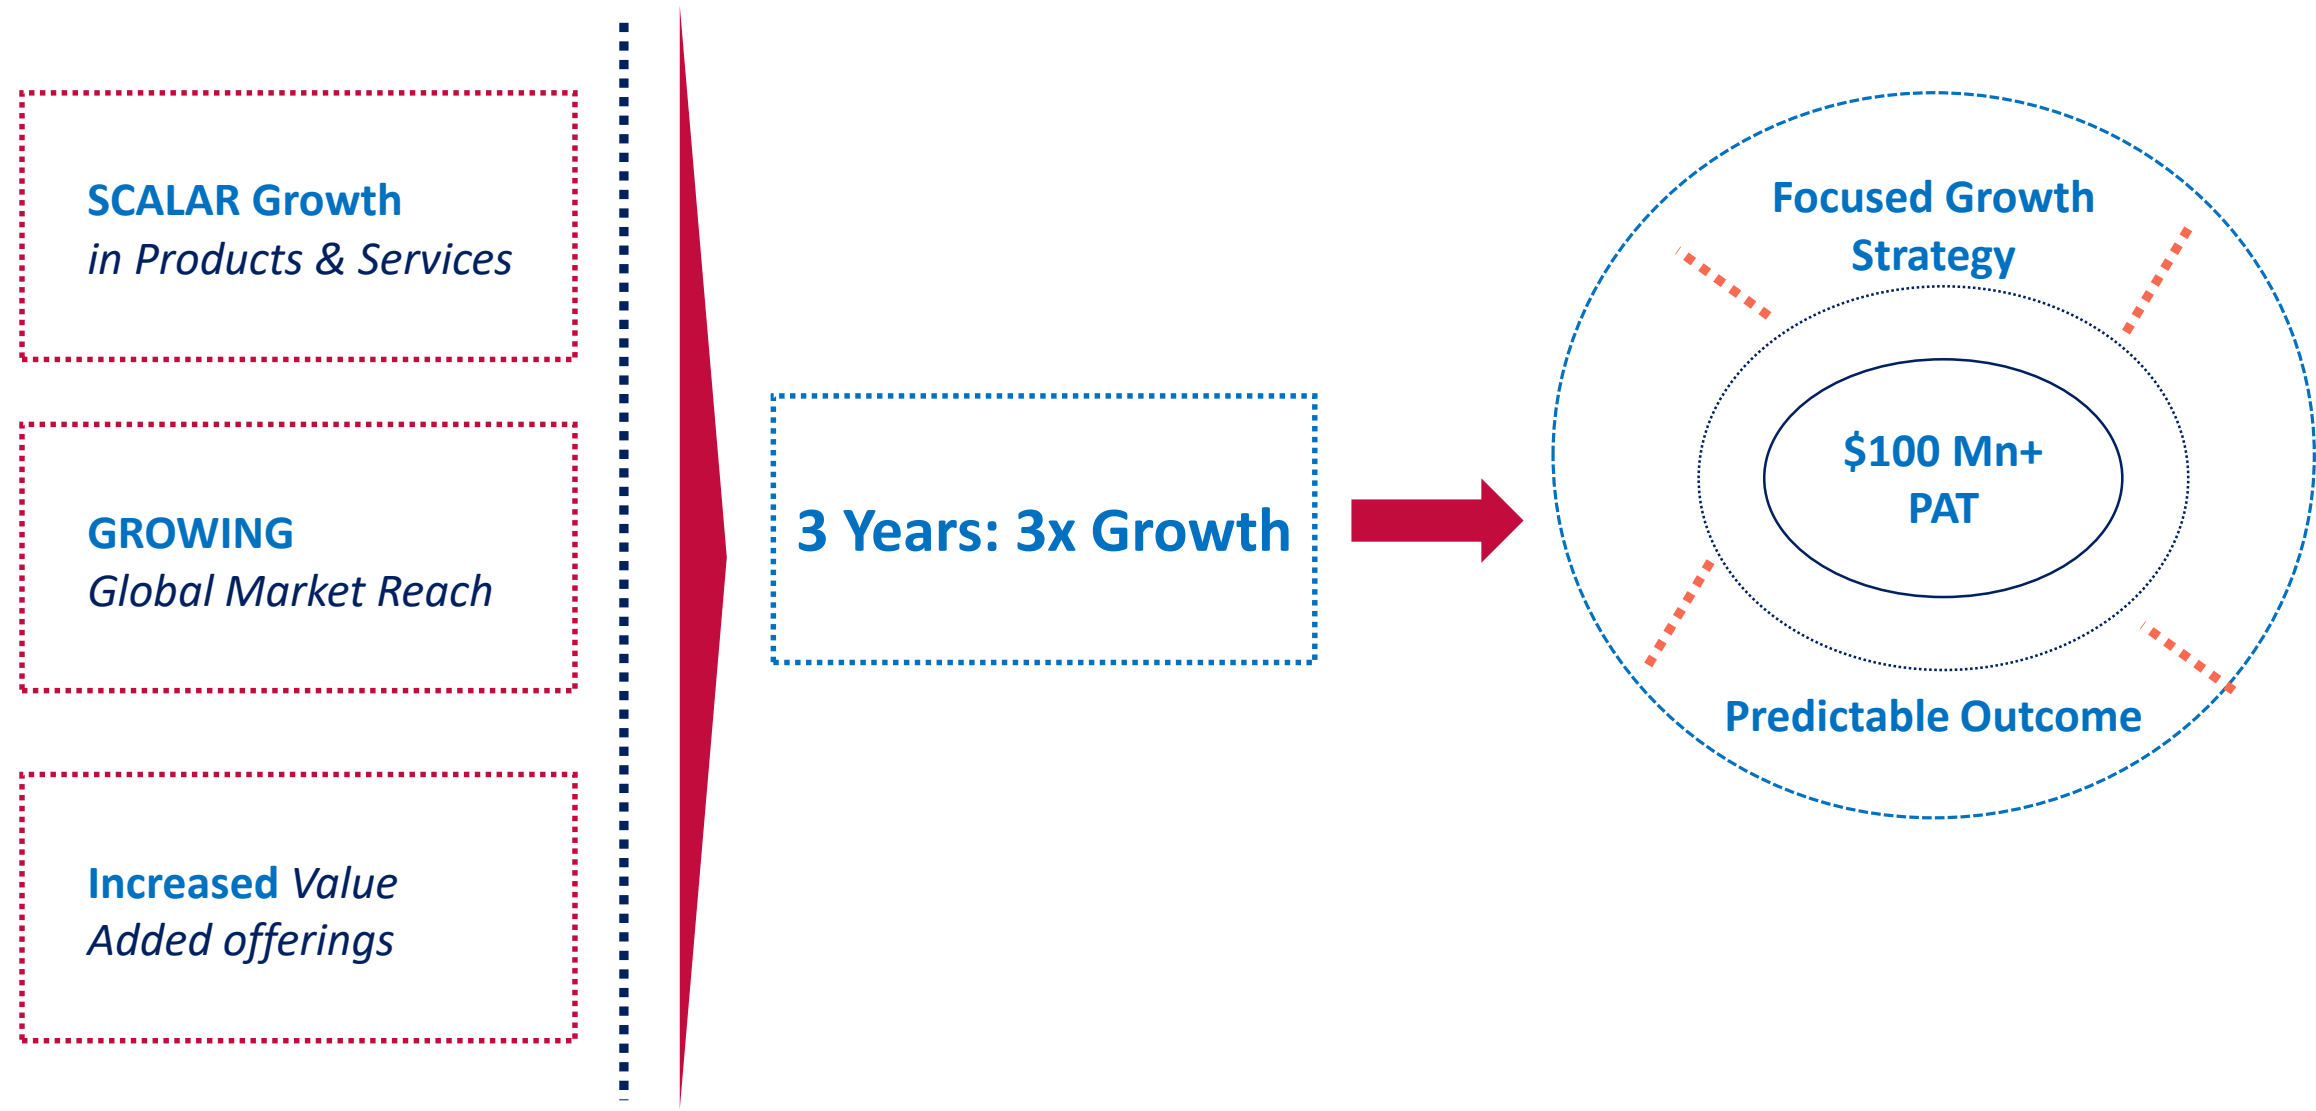 SCALAR Growth
in Products & Services
GROWING
Global Market Reach
Increased Value
Added offerings
3 Years: 3x Growth
Focused Growth
Strategy
$100 Mn+
PAT
Predictable Outcome